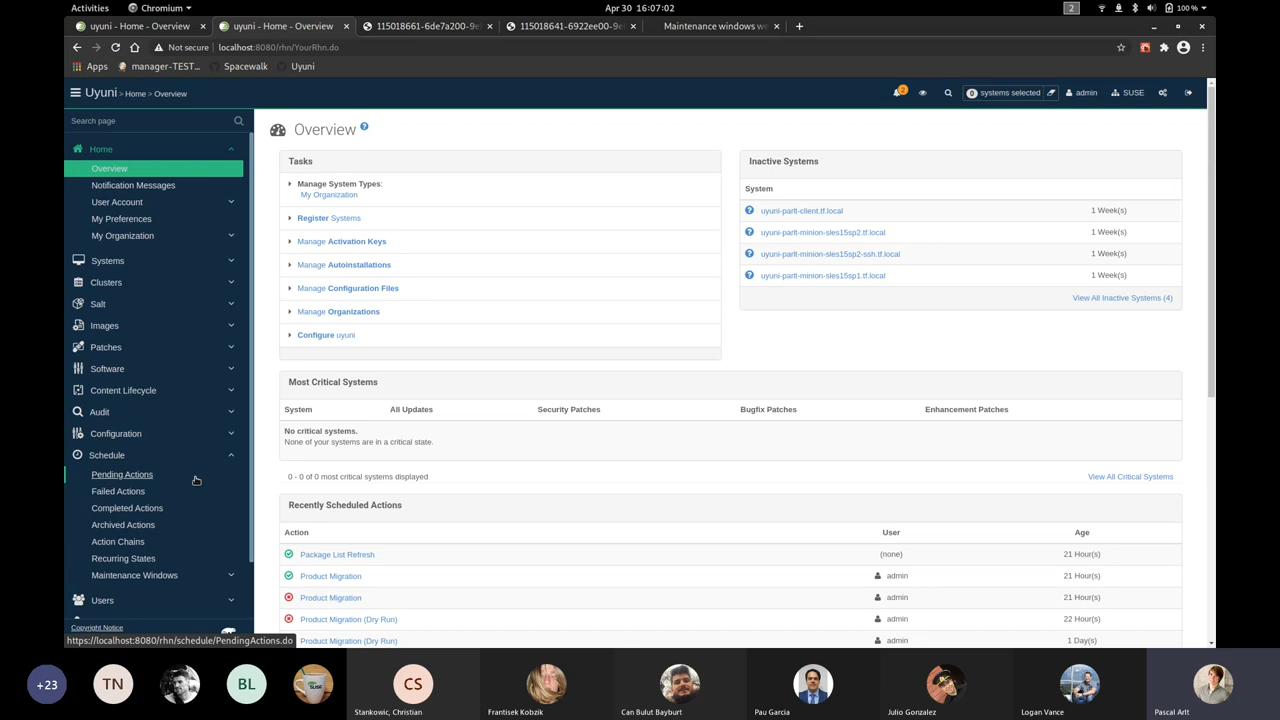 Activities
Chromium
Apr 30 16:07:02
2
100 %
uyuni - Home - Overview
uyuni - Home - Overview
115018661-6de7a200-9e
115018641-6922ee00-9e
Maintenance windows w
Not secure | localhost:8080/rhn/YourRhn.do
Apps
manager-TEST...
Spacewalk
Uyuni
Uyuni > Home > Overview
2
0 systems selected
admin
SUSE
Search page
Home
Overview
Notification Messages
User Account
My Preferences
My Organization
Systems
Clusters
Salt
Images
Patches
Software
Content Lifecycle
Audit
Configuration
Schedule
Pending Actions
Failed Actions
Completed Actions
Archived Actions
Action Chains
Recurring States
Maintenance Windows
Users
Copyright Notice
https://localhost:8080/rhn/schedule/PendingActions.do
Overview
Tasks
Manage System Types:
My Organization
Register Systems
Manage Activation Keys
Manage Autoinstallations
Manage Configuration Files
Manage Organizations
Configure uyuni
Inactive Systems
System
uyuni-parlt-client.tf.local 1 Week(s)
uyuni-parlt-minion-sles15sp2.tf.local 1 Week(s)
uyuni-parlt-minion-sles15sp2-ssh.tf.local 1 Week(s)
uyuni-parlt-minion-sles15sp1.tf.local 1 Week(s)
View All Inactive Systems (4)
Most Critical Systems
System All Updates Security Patches Bugfix Patches Enhancement Patches
No critical systems.
None of your systems are in a critical state.
0 - 0 of 0 most critical systems displayed
View All Critical Systems
Recently Scheduled Actions
Action User Age
Package List Refresh (none) 21 Hour(s)
Product Migration admin 21 Hour(s)
Product Migration admin 21 Hour(s)
Product Migration (Dry Run) admin 22 Hour(s)
Product Migration (Dry Run) admin 1 Day(s)
+23
TN
BL
SUSE
CS
Stankovic, Christian
Frantisek Kobzik
Can Bulut Bayburt
Pau Garcia
Julio Gonzalez
Logan Vance
Pascal Arlt